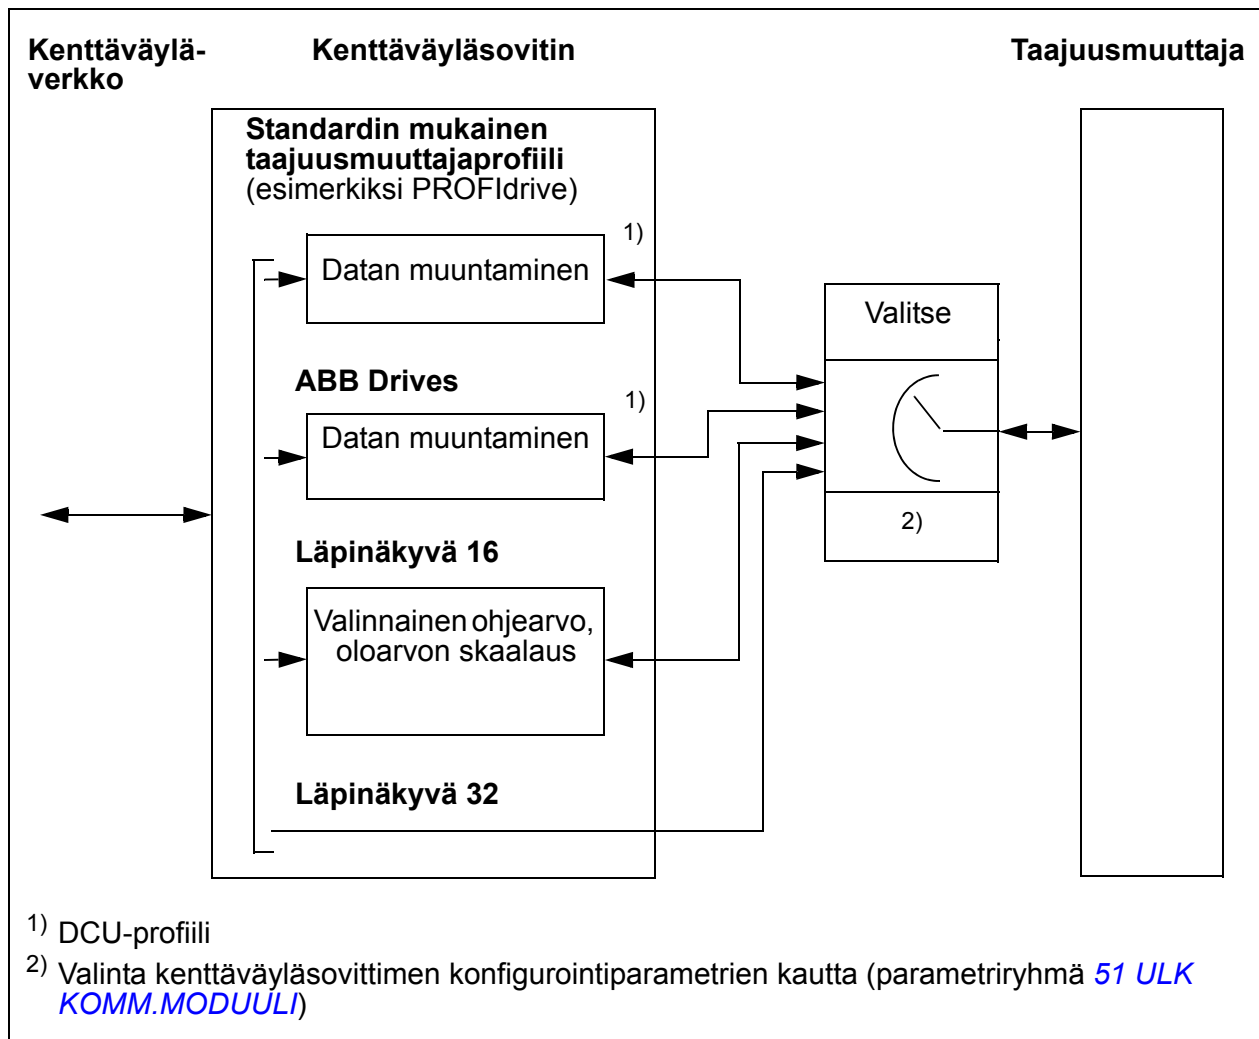 Kenttäväylä-
verkko
Kenttäväyläsovitin
Taajuusmuuttaja
Standardin mukainen
taajuusmuuttajaprofiili
(esimerkiksi PROFIdrive)
1)
Datan muuntaminen
Valitse
ABB Drives
1)
Datan muuntaminen
2)
Läpinäkyvä 16
Valinnainen ohjearvo,
oloarvon skaalaus
Läpinäkyvä 32
1) DCU-profiili
2) Valinta kenttäväyläsovittimen konfigurointiparametrien kautta (parametriryhmä 51 ULK
KOMM.MODUULI)